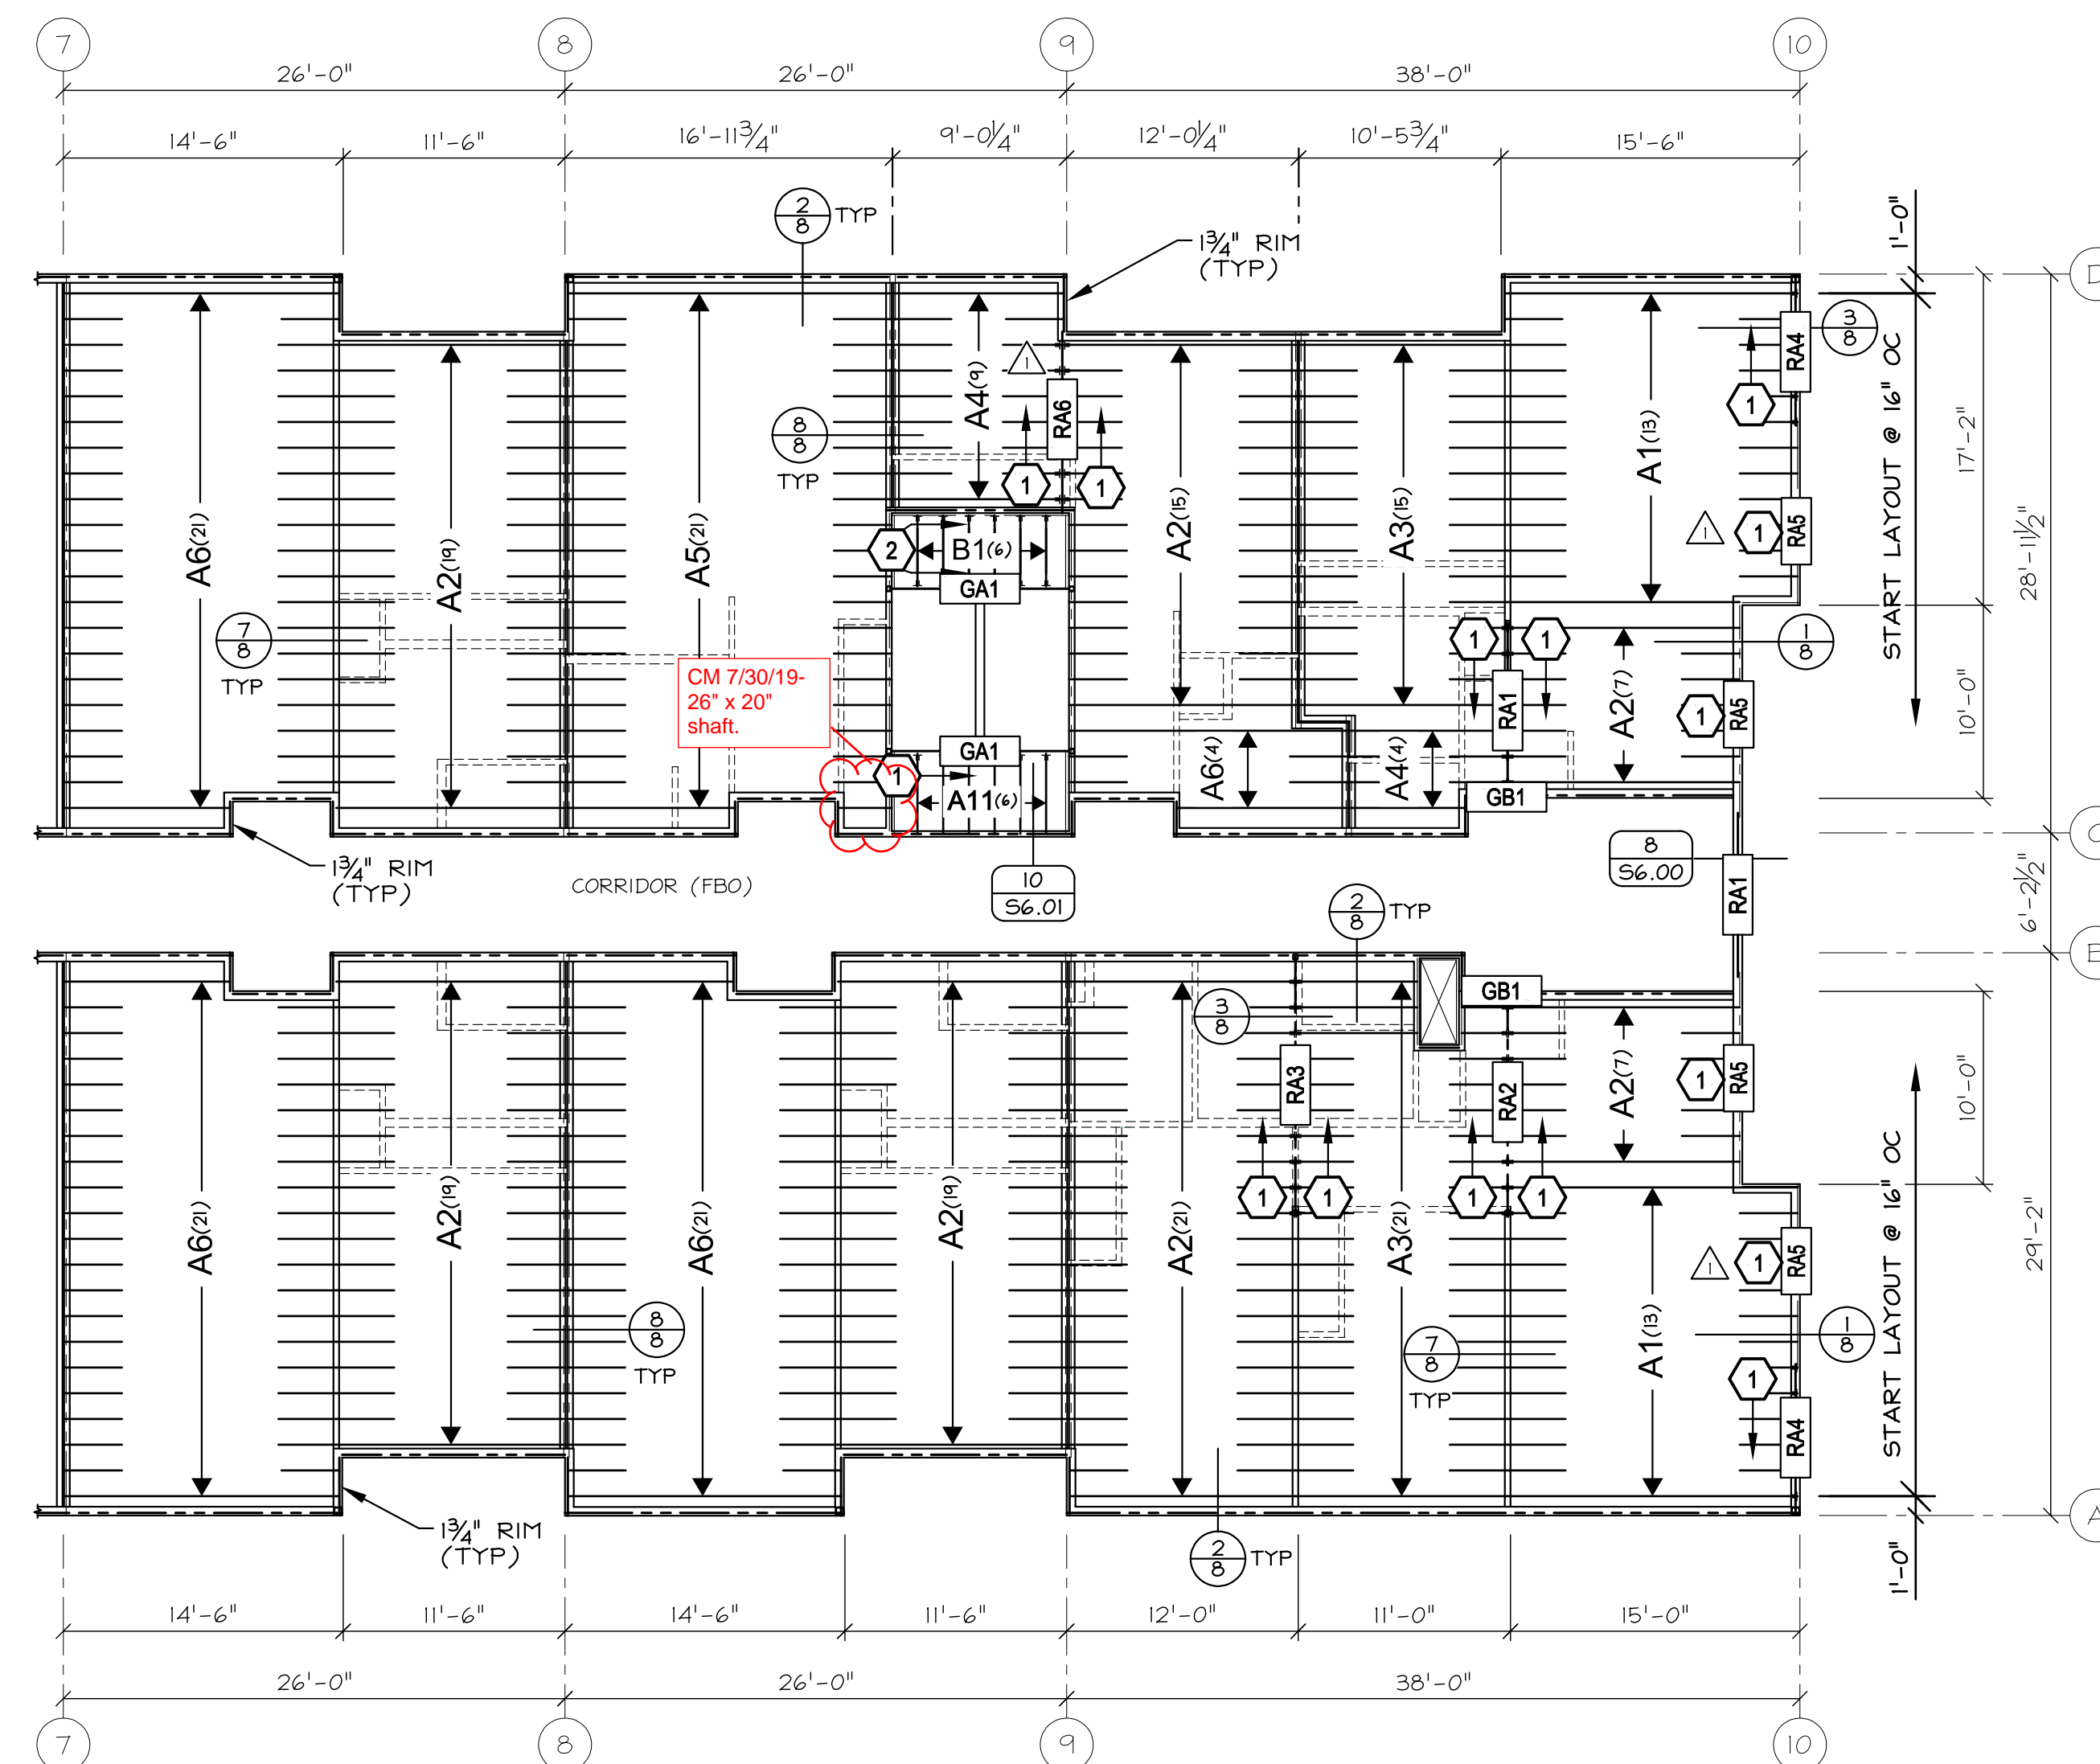 7 8 9 10
26'-0" 26'-0" 38'-0"
14'-6" 11'-6" 16'-11¾" 9'-0¼" 12'-0¼" 10'-5¾" 15'-6"
2
8
TYP
1¾" RIM
(TYP)
1'-0"
D
START LAYOUT @ 16" OC
3
8
RA4
1
A4(9)
1
RA6
1
1
8
8
TYP
A1(13)
17'-2"
28'-11½"
A6(21)
A2(19)
A5(21)
2
B1(6)
GA1
A2(15)
A3(15)
1
1
RA5
7
8
TYP
1
1
RA1
A2(7)
1
8
1
RA5
10'-0"
CM 7/30/19-
26" x 20"
shaft.
GA1
1
A11(6)
A6(4)
A4(4)
GB1
1¾" RIM
(TYP)
CORRIDOR (FBO)
10
S6.01
8
S6.00
RA1
6'-2½"
C
2
8
TYP
B
GB1
3
8
RA3
RA2
A2(7)
1
RA5
10'-0"
1
1
1
1
A6(21)
A2(19)
A6(21)
A2(19)
A2(21)
A3(21)
1
1
RA5
A1(13)
1
8
START LAYOUT @ 16" OC
29'-2"
8
8
TYP
7
8
TYP
1
RA4
A
1¾" RIM
(TYP)
2
8
TYP
1'-0"
14'-6" 11'-6" 14'-6" 11'-6" 12'-0" 11'-0" 15'-0"
26'-0" 26'-0" 38'-0"
7 8 9 10